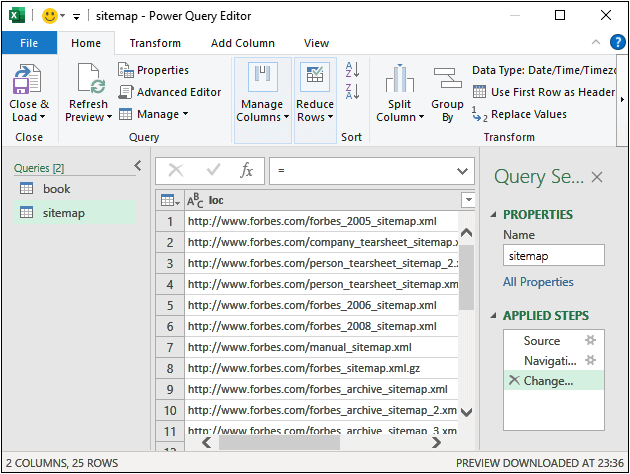 sitemap - Power Query Editor
File Home Transform Add Column View
Close & Load
Refresh Preview
Properties
Advanced Editor
Manage
Manage Columns
Reduce Rows
A Z
Z A
Split Column
Group By
Data Type: Date/Time/Timezo
Use First Row as Header
1 2 Replace Values
Close Query Sort Transform
Queries [2]
book
sitemap
fx =
ABC loc
1 http://www.forbes.com/forbes_2005_sitemap.xml
2 http://www.forbes.com/company_tearsheet_sitemap.x
3 http://www.forbes.com/person_tearsheet_sitemap_2.x
4 http://www.forbes.com/person_tearsheet_sitemap.xm
5 http://www.forbes.com/forbes_2006_sitemap.xml
6 http://www.forbes.com/forbes_2008_sitemap.xml
7 http://www.forbes.com/manual_sitemap.xml
8 http://www.forbes.com/forbes_sitemap.xml.gz
9 http://www.forbes.com/forbes_archive_sitemap.xml
10 http://www.forbes.com/forbes_archive_sitemap_2.xm
11 http://www.forbes.com/forbes_archive_sitemap_3.xm
Query Se...
PROPERTIES
Name
sitemap
All Properties
APPLIED STEPS
Source
Navigati...
Change...
2 COLUMNS, 25 ROWS
PREVIEW DOWNLOADED AT 23:36